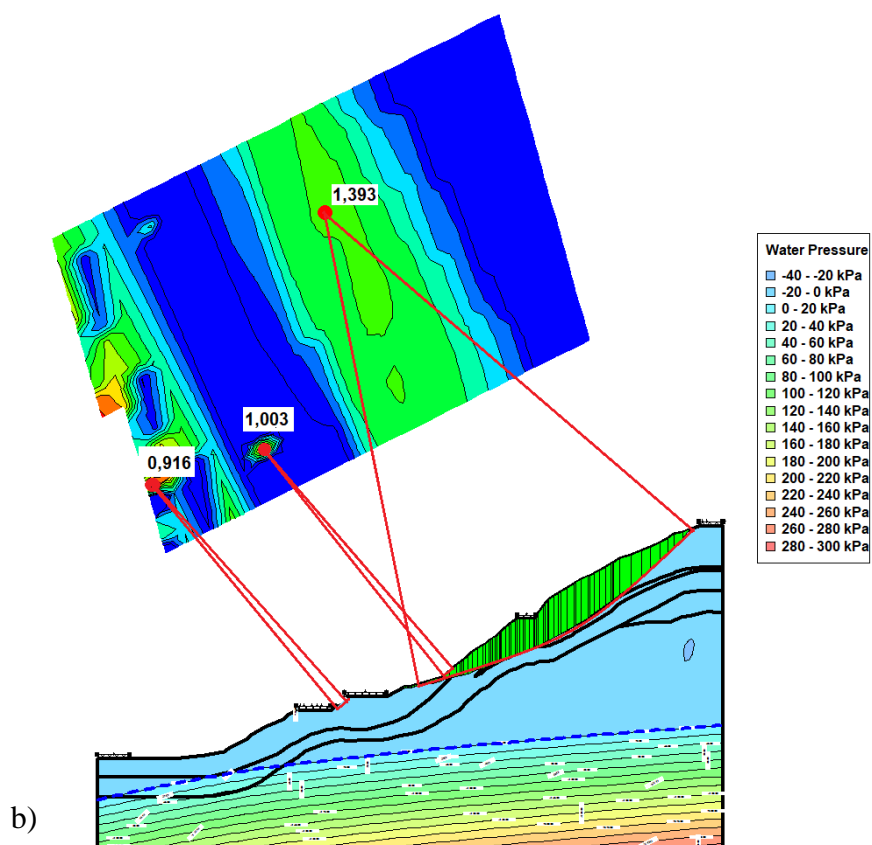 1,393
1,003
0,916
Water Pressure
-40 - -20 kPa
-20 - 0 kPa
0 - 20 kPa
20 - 40 kPa
40 - 60 kPa
60 - 80 kPa
80 - 100 kPa
100 - 120 kPa
120 - 140 kPa
140 - 160 kPa
160 - 180 kPa
180 - 200 kPa
200 - 220 kPa
220 - 240 kPa
240 - 260 kPa
260 - 280 kPa
280 - 300 kPa
b)